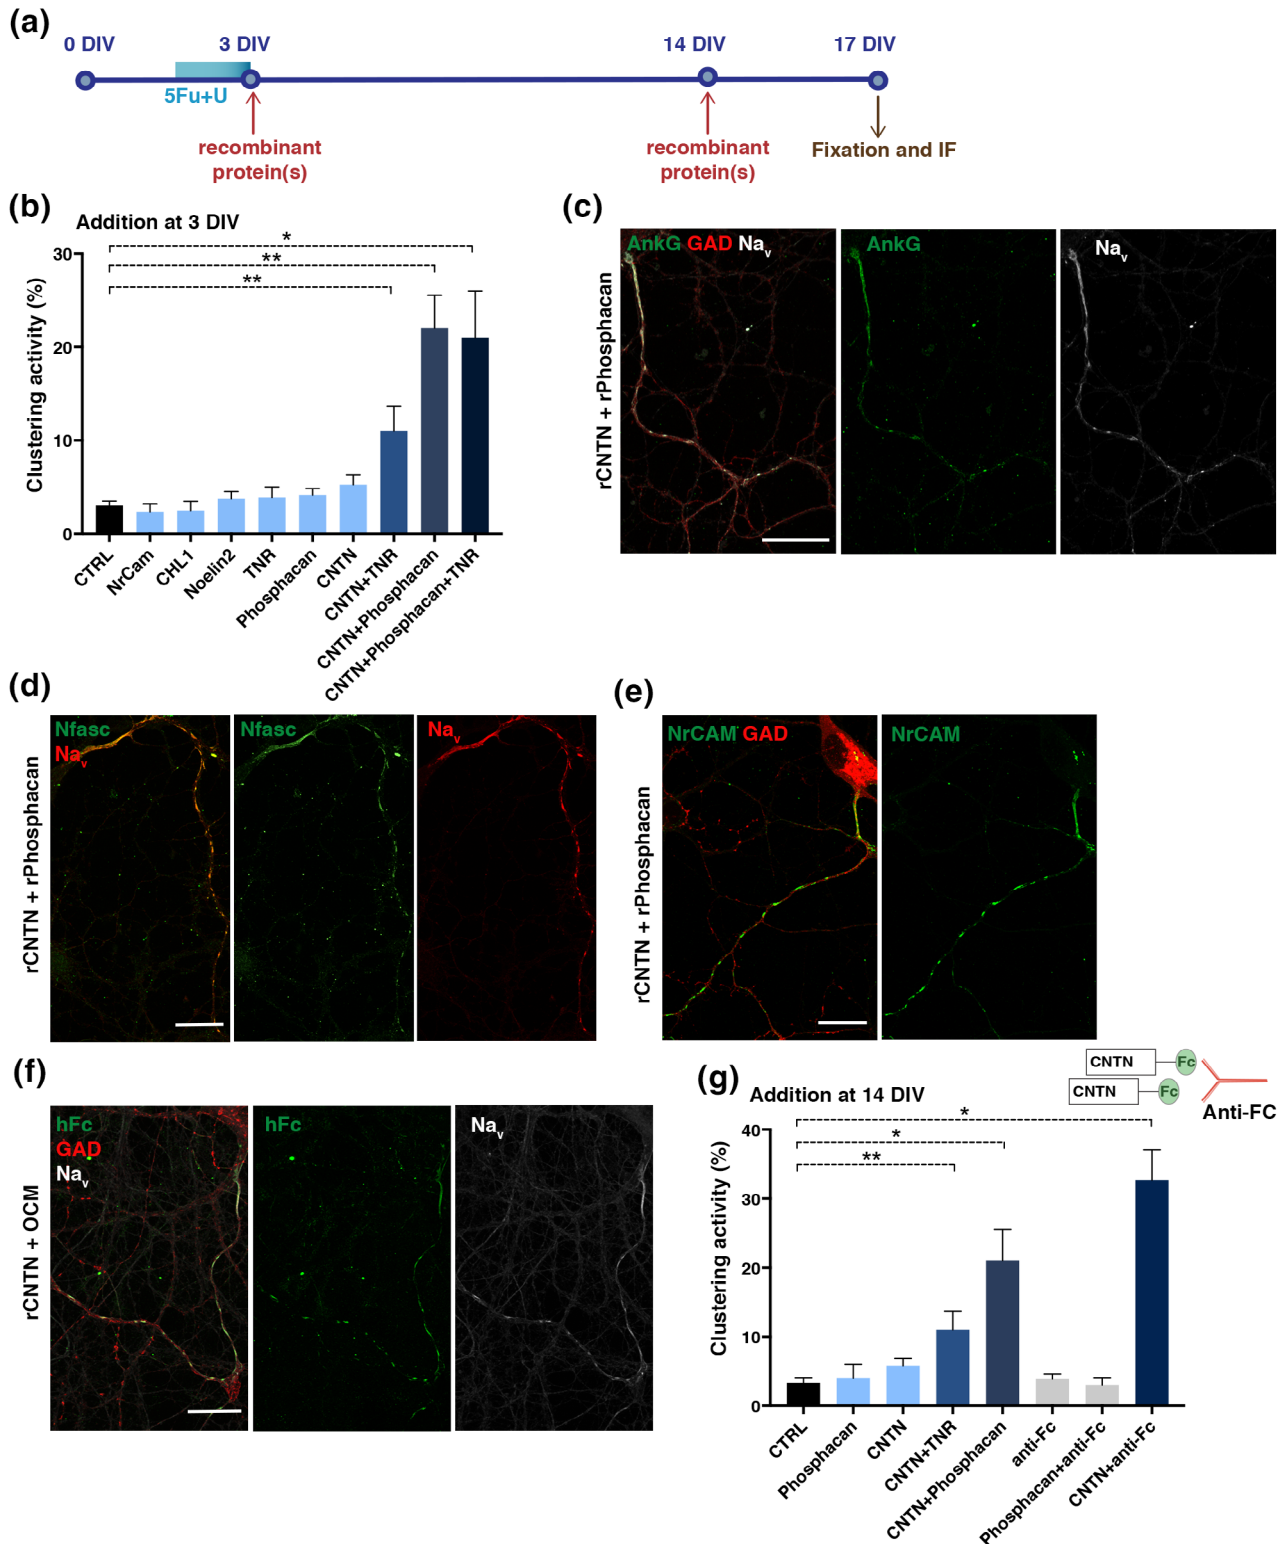 (a)
0 DIV
3 DIV
14 DIV
17 DIV
5Fu+U
recombinant
protein(s)
recombinant
protein(s)
Fixation and IF
(b)
Addition at 3 DIV
*
**
**
Clustering activity (%)
30
20
10
0
CTRL
NrCam
CHL1
Noelin2
TNR
Phosphacan
CNTN
CNTN+TNR
CNTN+Phosphacan
CNTN+Phosphacan+TNR
(c)
rCNTN + rPhosphacan
AnkG GAD Nav
AnkG
Nav
(d)
rCNTN + rPhosphacan
Nfasc
Nav
Nfasc
Nav
(e)
rCNTN + rPhosphacan
NrCAM GAD
NrCAM
(f)
rCNTN + OCM
hFc
GAD
Nav
hFc
Nav
(g)
CNTN
Fc
CNTN
Fc
Anti-FC
Addition at 14 DIV
*
*
**
Clustering activity (%)
40
30
20
10
0
CTRL
Phosphacan
CNTN
CNTN+TNR
CNTN+Phosphacan
anti-Fc
Phosphacan+anti-Fc
CNTN+anti-Fc